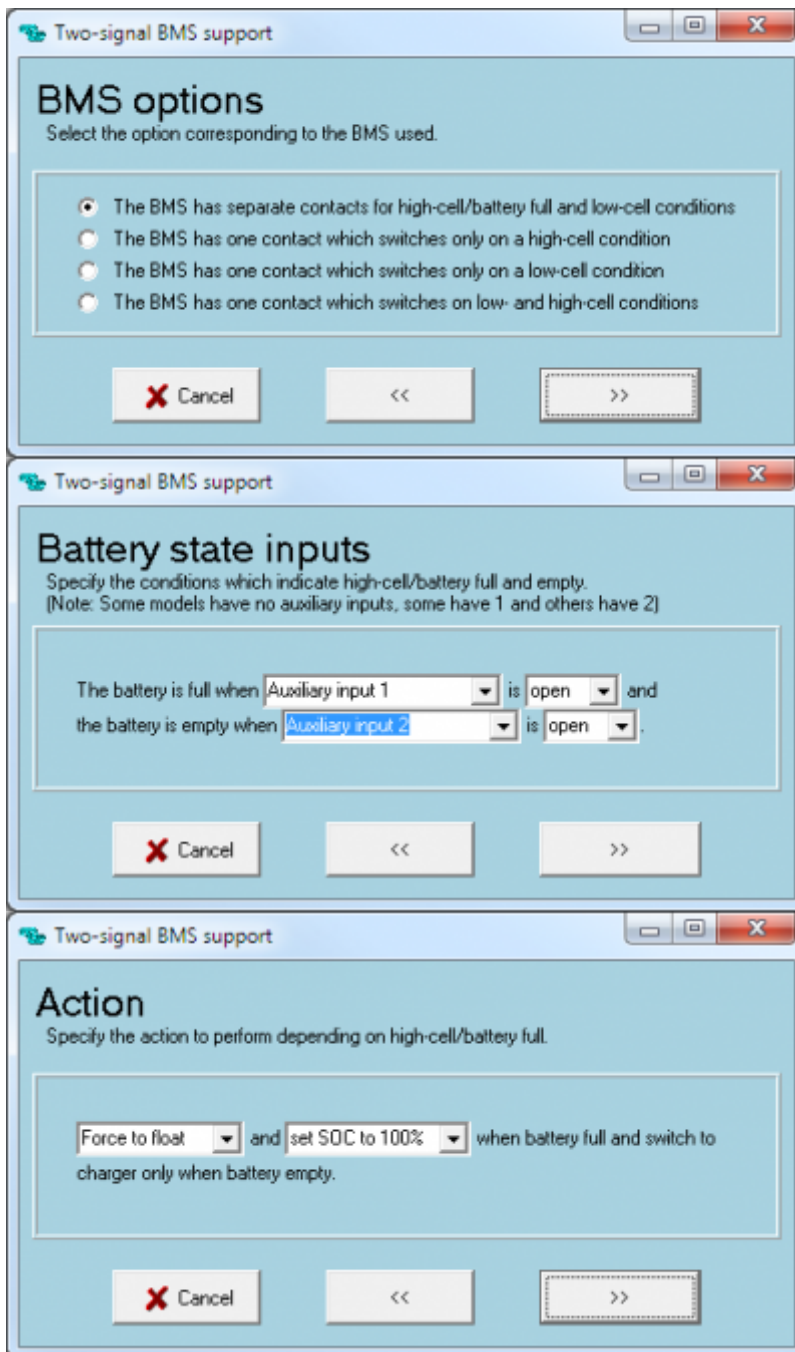 Two-signal BMS support
BMS options
Select the option corresponding to the BMS used.
The BMS has separate contacts for high-cell/battery full and low-cell conditions
The BMS has one contact which switches only on a high-cell condition
The BMS has one contact which switches only on a low-cell condition
The BMS has one contact which switches on low- and high-cell conditions
Cancel << >>
Two-signal BMS support
Battery state inputs
Specify the conditions which indicate high-cell/battery full and empty.
(Note: Some models have no auxiliary inputs, some have 1 and others have 2)
The battery is full when Auxiliary input 1 is open and
the battery is empty when Auxiliary input 2 is open .
Cancel << >>
Two-signal BMS support
Action
Specify the action to perform depending on high-cell/battery full.
Force to float and set SOC to 100% when battery full and switch to
charger only when battery empty.
Cancel << >>